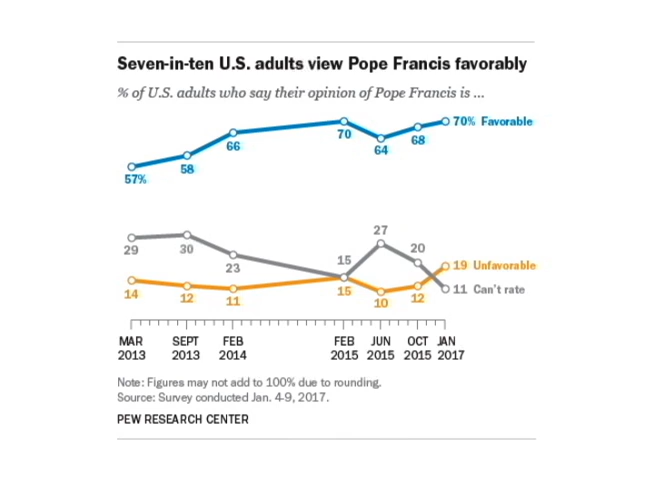 Seven-in-ten U.S. adults view Pope Francis favorably
% of U.S. adults who say their opinion of Pope Francis is ...
57% 58 66 70 64 68 70% Favorable
29 30 23 15 27 20 11 Can't rate
14 12 11 15 10 12 19 Unfavorable
MAR SEPT FEB FEB JUN OCT JAN
2013 2013 2014 2015 2015 2015 2017
Note: Figures may not add to 100% due to rounding.
Source: Survey conducted Jan. 4-9, 2017.
PEW RESEARCH CENTER